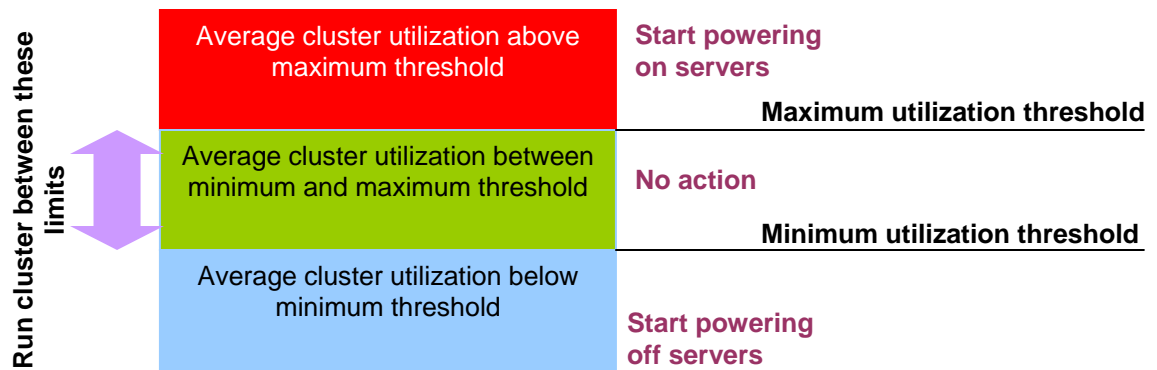 Run cluster between these
limits
Average cluster utilization above
maximum threshold
Start powering
on servers
Maximum utilization threshold
Average cluster utilization between
minimum and maximum threshold
No action
Minimum utilization threshold
Average cluster utilization below
minimum threshold
Start powering
off servers